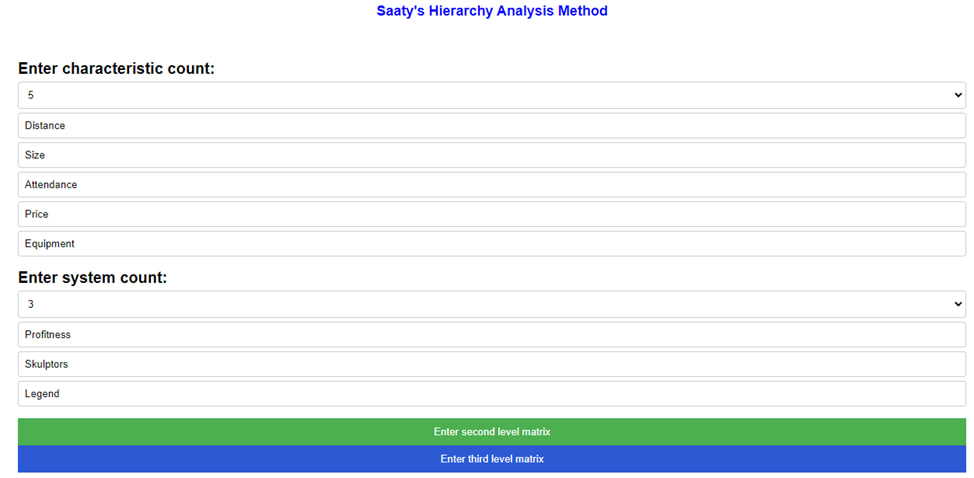 Saaty's Hierarchy Analysis Method
Enter characteristic count:
5
Distance
Size
Attendance
Price
Equipment
Enter system count:
3
Profitness
Skulptors
Legend
Enter second level matrix
Enter third level matrix